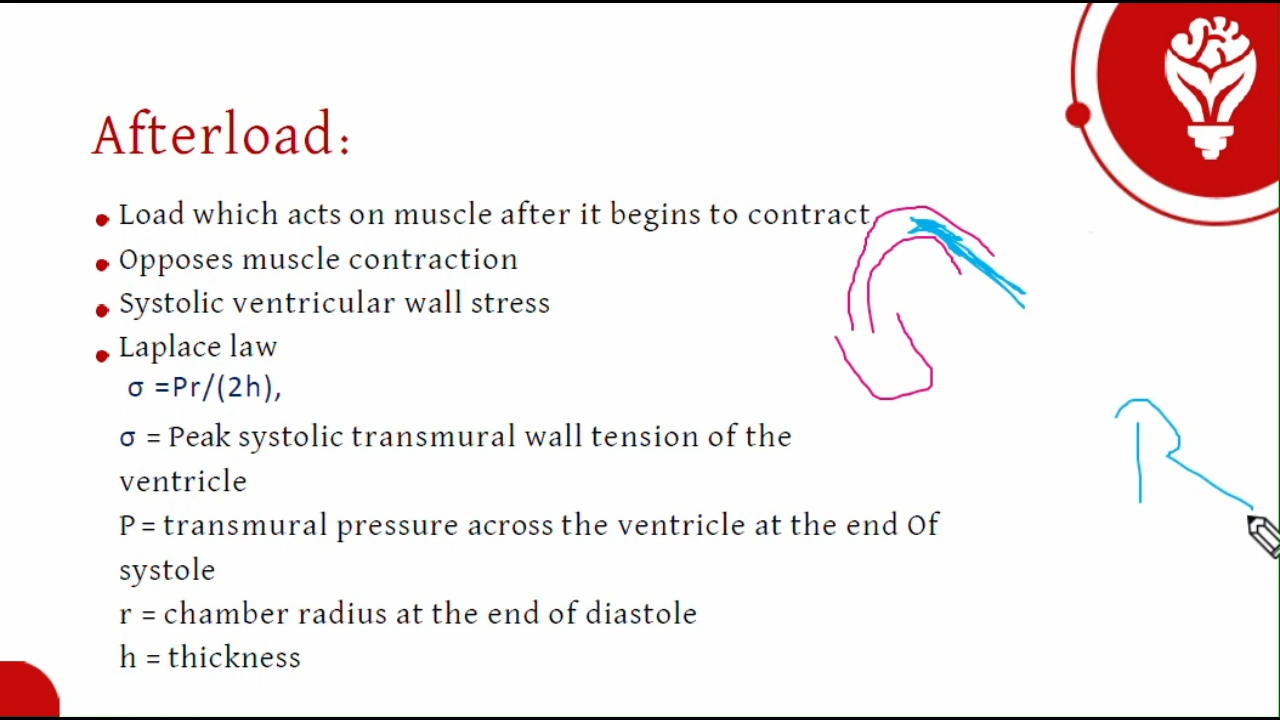 Afterload:
Load which acts on muscle after it begins to contract
Opposes muscle contraction
Systolic ventricular wall stress
Laplace law
σ =Pr/(2h),
σ = Peak systolic transmural wall tension of the
ventricle
P = transmural pressure across the ventricle at the end Of
systole
r = chamber radius at the end of diastole
h = thickness
R